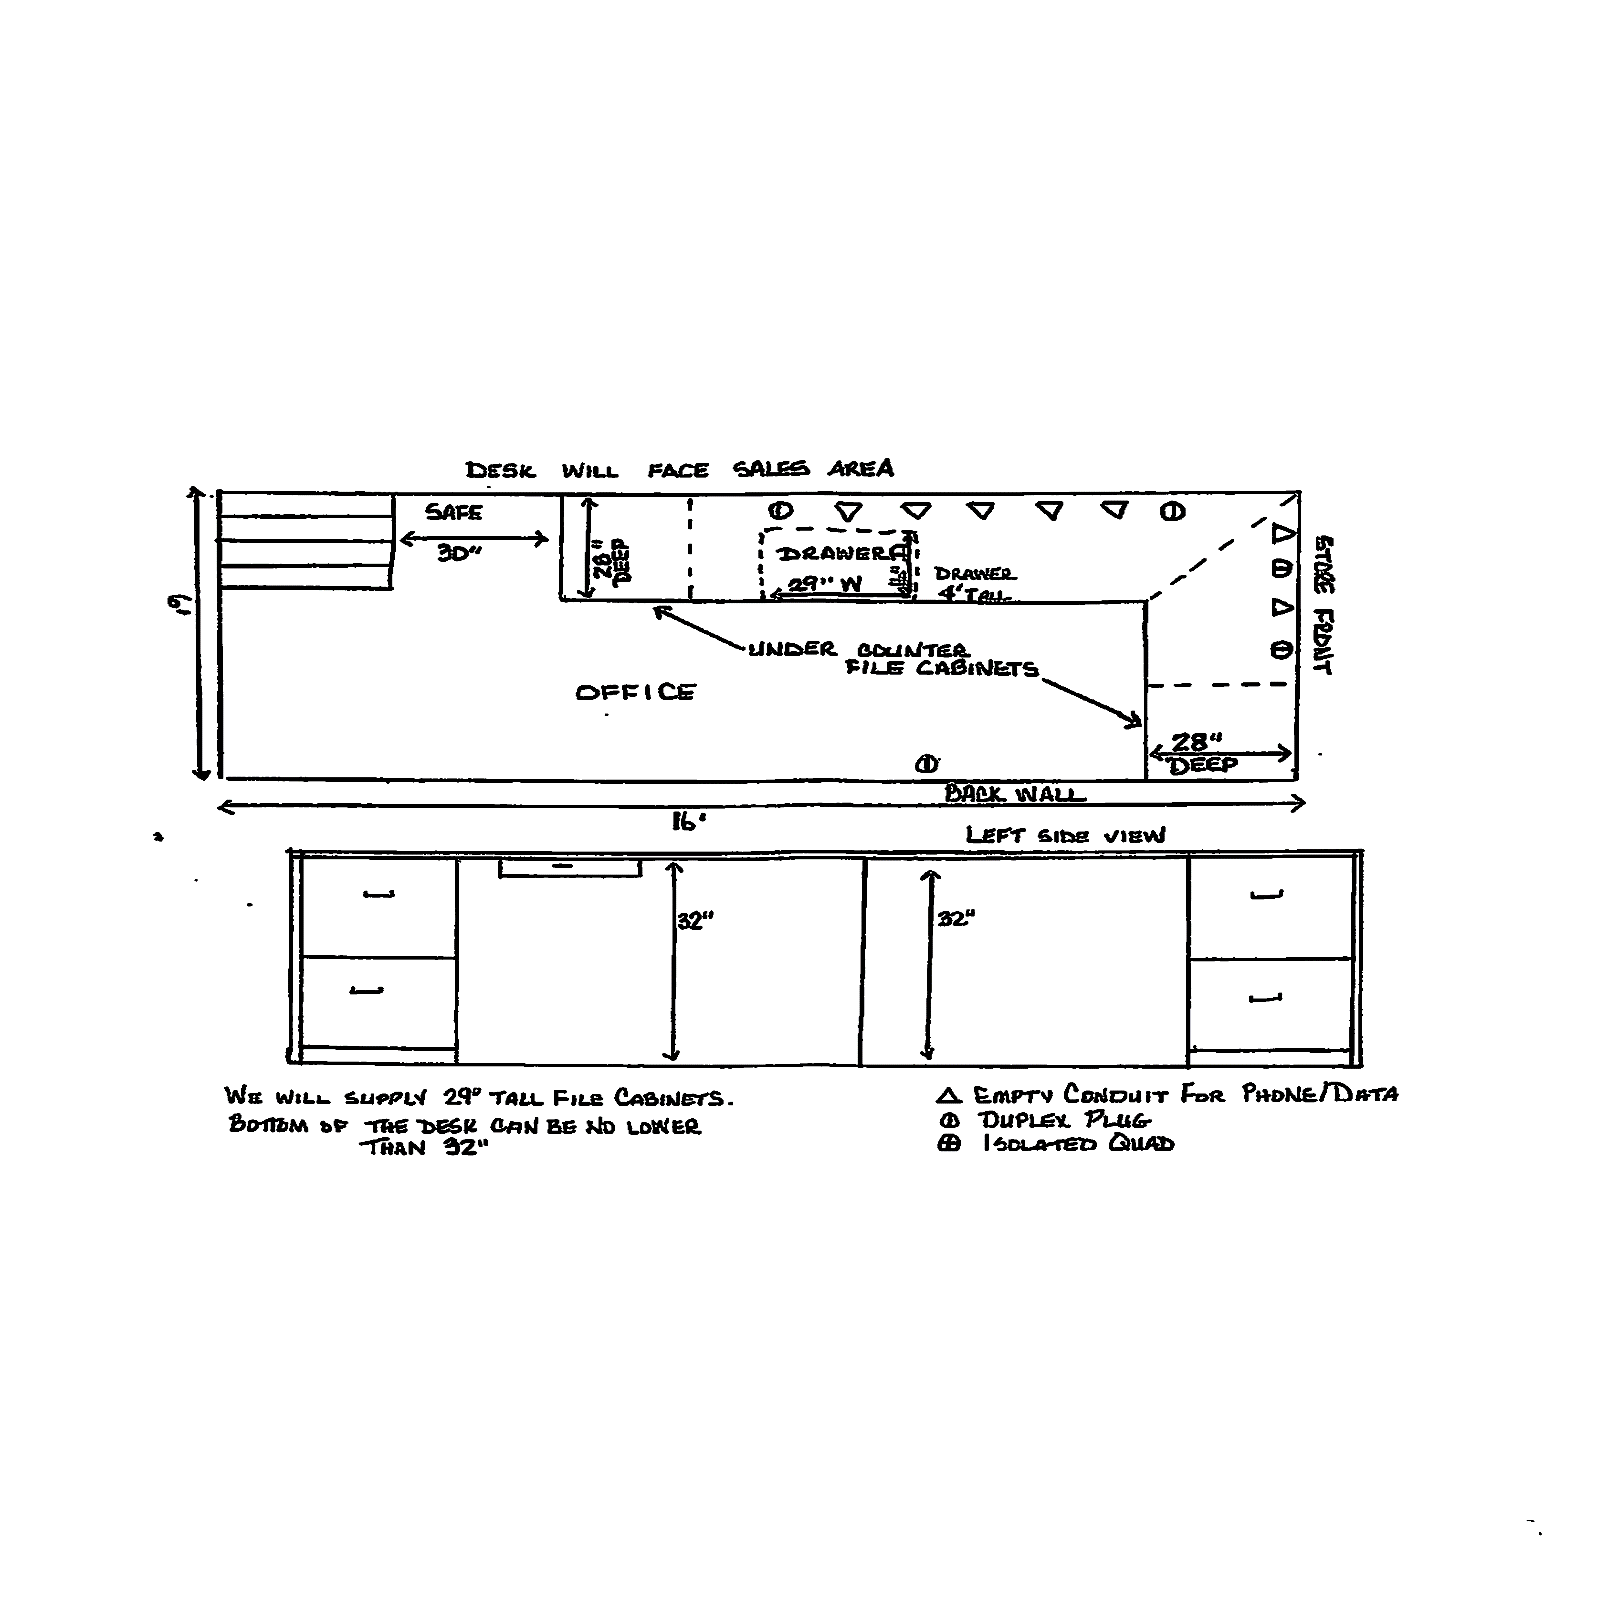 DESK WILL FACE SALES AREA
SAFE
30"
28"
DEEP
DRAWER
29" W
DRAWER
4" TALL
STORE FRONT
UNDER COUNTER
FILE CABINETS
OFFICE
28"
DEEP
BACK WALL
16'
LEFT SIDE VIEW
32"
32"
WE WILL SUPPLY 29" TALL FILE CABINETS.
BOTTOM OF THE DESK CAN BE NO LOWER
THAN 32"
EMPTY CONDUIT FOR PHONE/DATA
DUPLEX PLUG
ISOLATED QUAD